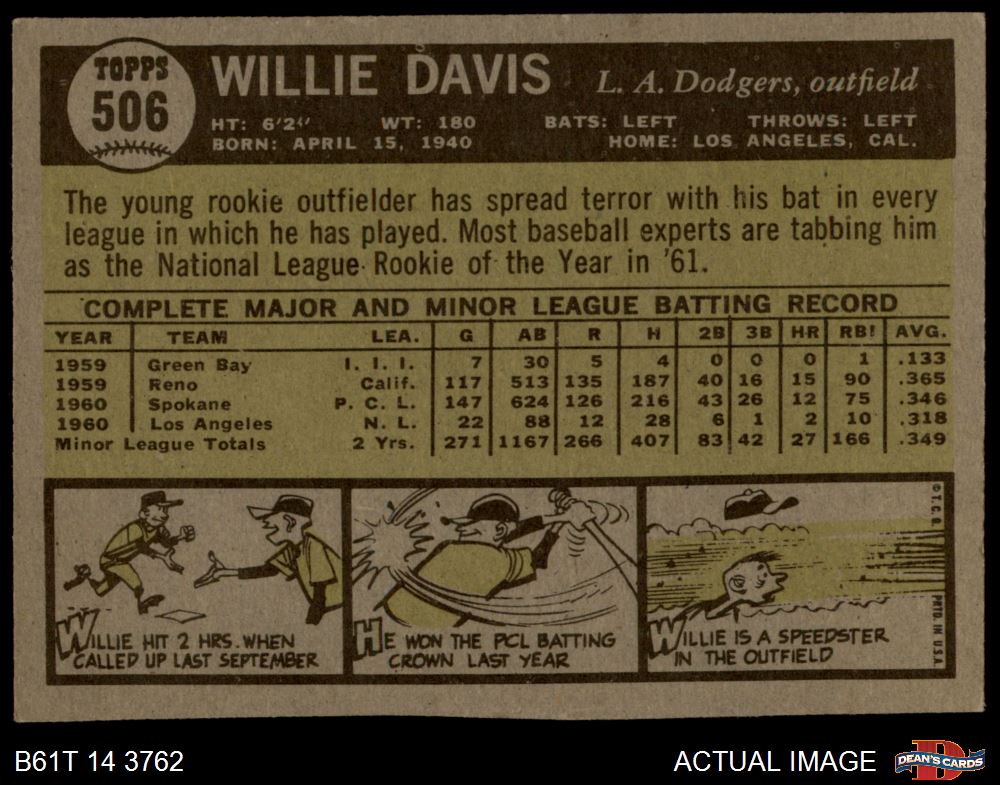 TOPPS
506
WILLIE DAVIS
L. A. Dodgers, outfield
HT: 6'2" WT: 180 BATS: LEFT THROWS: LEFT
BORN: APRIL 15, 1940 HOME: LOS ANGELES, CAL.
The young rookie outfielder has spread terror with his bat in every
league in which he has played. Most baseball experts are tabbing him
as the National League Rookie of the Year in '61.
COMPLETE MAJOR AND MINOR LEAGUE BATTING RECORD
YEAR TEAM LEA. G AB R H 2B 3B HR RBI AVG.
1959 Green Bay I. I. I. 7 30 5 4 0 0 0 1 .133
1959 Reno Calif. 117 513 135 187 40 16 15 90 .365
1960 Spokane P. C. L. 147 624 126 216 43 26 12 75 .346
1960 Los Angeles N. L. 22 88 12 28 6 1 2 10 .318
Minor League Totals 2 Yrs. 271 1167 266 407 83 42 27 166 .349
WILLIE HIT 2 HRS. WHEN
CALLED UP LAST SEPTEMBER
HE WON THE PCL BATTING
CROWN LAST YEAR
WILLIE IS A SPEEDSTER
IN THE OUTFIELD
© T. C. G. PRTD. IN U.S.A.
B61T 14 3762
ACTUAL IMAGE
DEAN'S CARDS